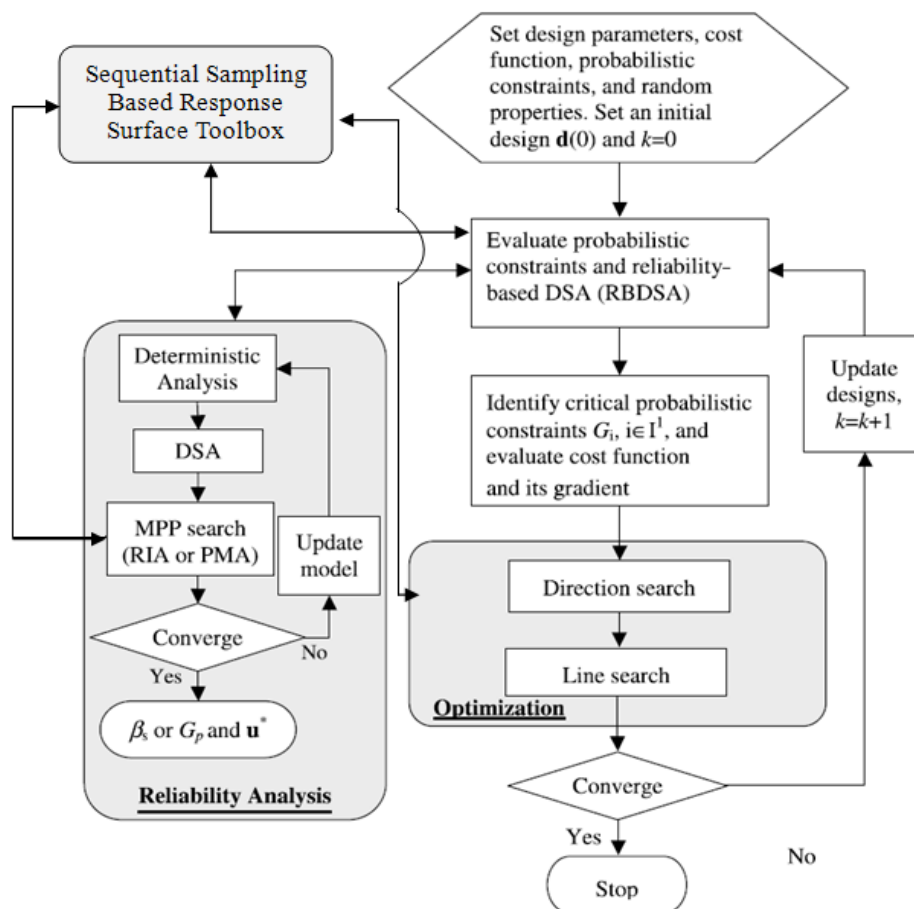 Sequential Sampling
Based Response
Surface Toolbox
Set design parameters, cost
function, probabilistic
constraints, and random
properties. Set an initial
design d(0) and k=0
Evaluate probabilistic
constraints and reliability-
based DSA (RBDSA)
Identify critical probabilistic
constraints Gᵢ, i∈I¹, and
evaluate cost function
and its gradient
Update
designs,
k=k+1
Deterministic
Analysis
DSA
MPP search
(RIA or PMA)
Update
model
Converge
No
Yes
βₛ or Gₚ and u*
Reliability Analysis
Direction search
Line search
Optimization
Converge
Yes
No
Stop